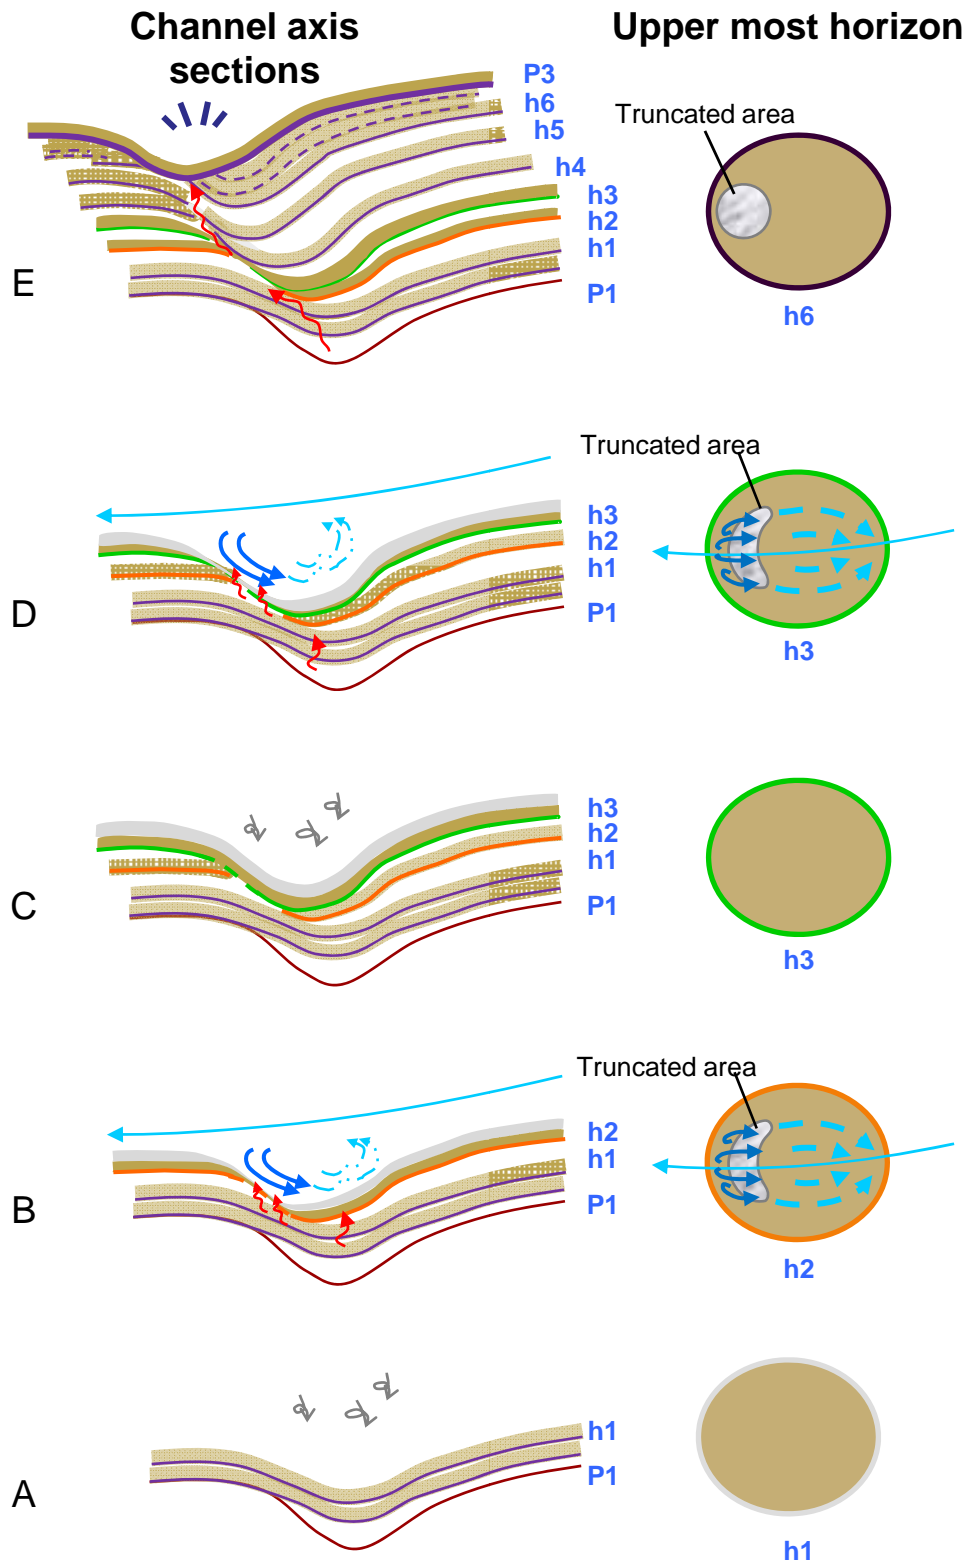 Channel axis
sections
Upper most horizon
P3
h6
h5
h4
h3
h2
h1
P1
E
Truncated area
h6
Truncated area
h3
h2
h1
P1
D
h3
h3
h2
h1
P1
C
h3
Truncated area
h2
h1
P1
B
h2
h1
P1
A
h1